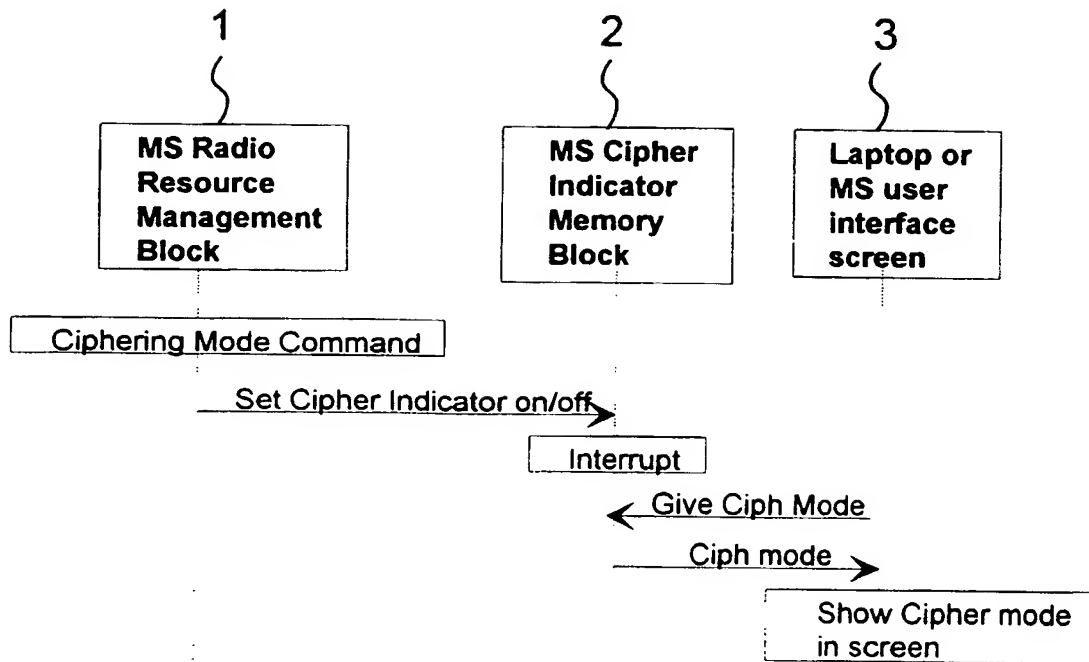 1
2
3
MS Radio
Resource
Management
Block
MS Cipher
Indicator
Memory
Block
Laptop or
MS user
interface
screen
Ciphering Mode Command
Set Cipher Indicator on/off
Interrupt
Give Ciph Mode
Ciph mode
Show Cipher mode
in screen